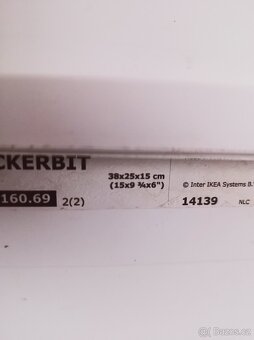 CKERBIT
38x25x15 cm
(15x9 ¾x6")
© Inter IKEA Systems B.
160.69 2(2)
14139 NLC
bazos.cz